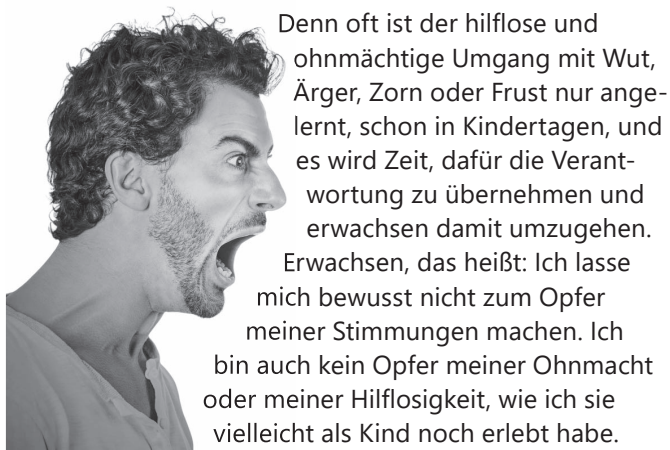 Denn oft ist der hilflose und
ohnmächtige Umgang mit Wut,
Ärger, Zorn oder Frust nur ange-
lernt, schon in Kindertagen, und
es wird Zeit, dafür die Verant-
wortung zu übernehmen und
erwachsen damit umzugehen.
Erwachsen, das heißt: Ich lasse
mich bewusst nicht zum Opfer
meiner Stimmungen machen. Ich
bin auch kein Opfer meiner Ohnmacht
oder meiner Hilflosigkeit, wie ich sie
vielleicht als Kind noch erlebt habe.